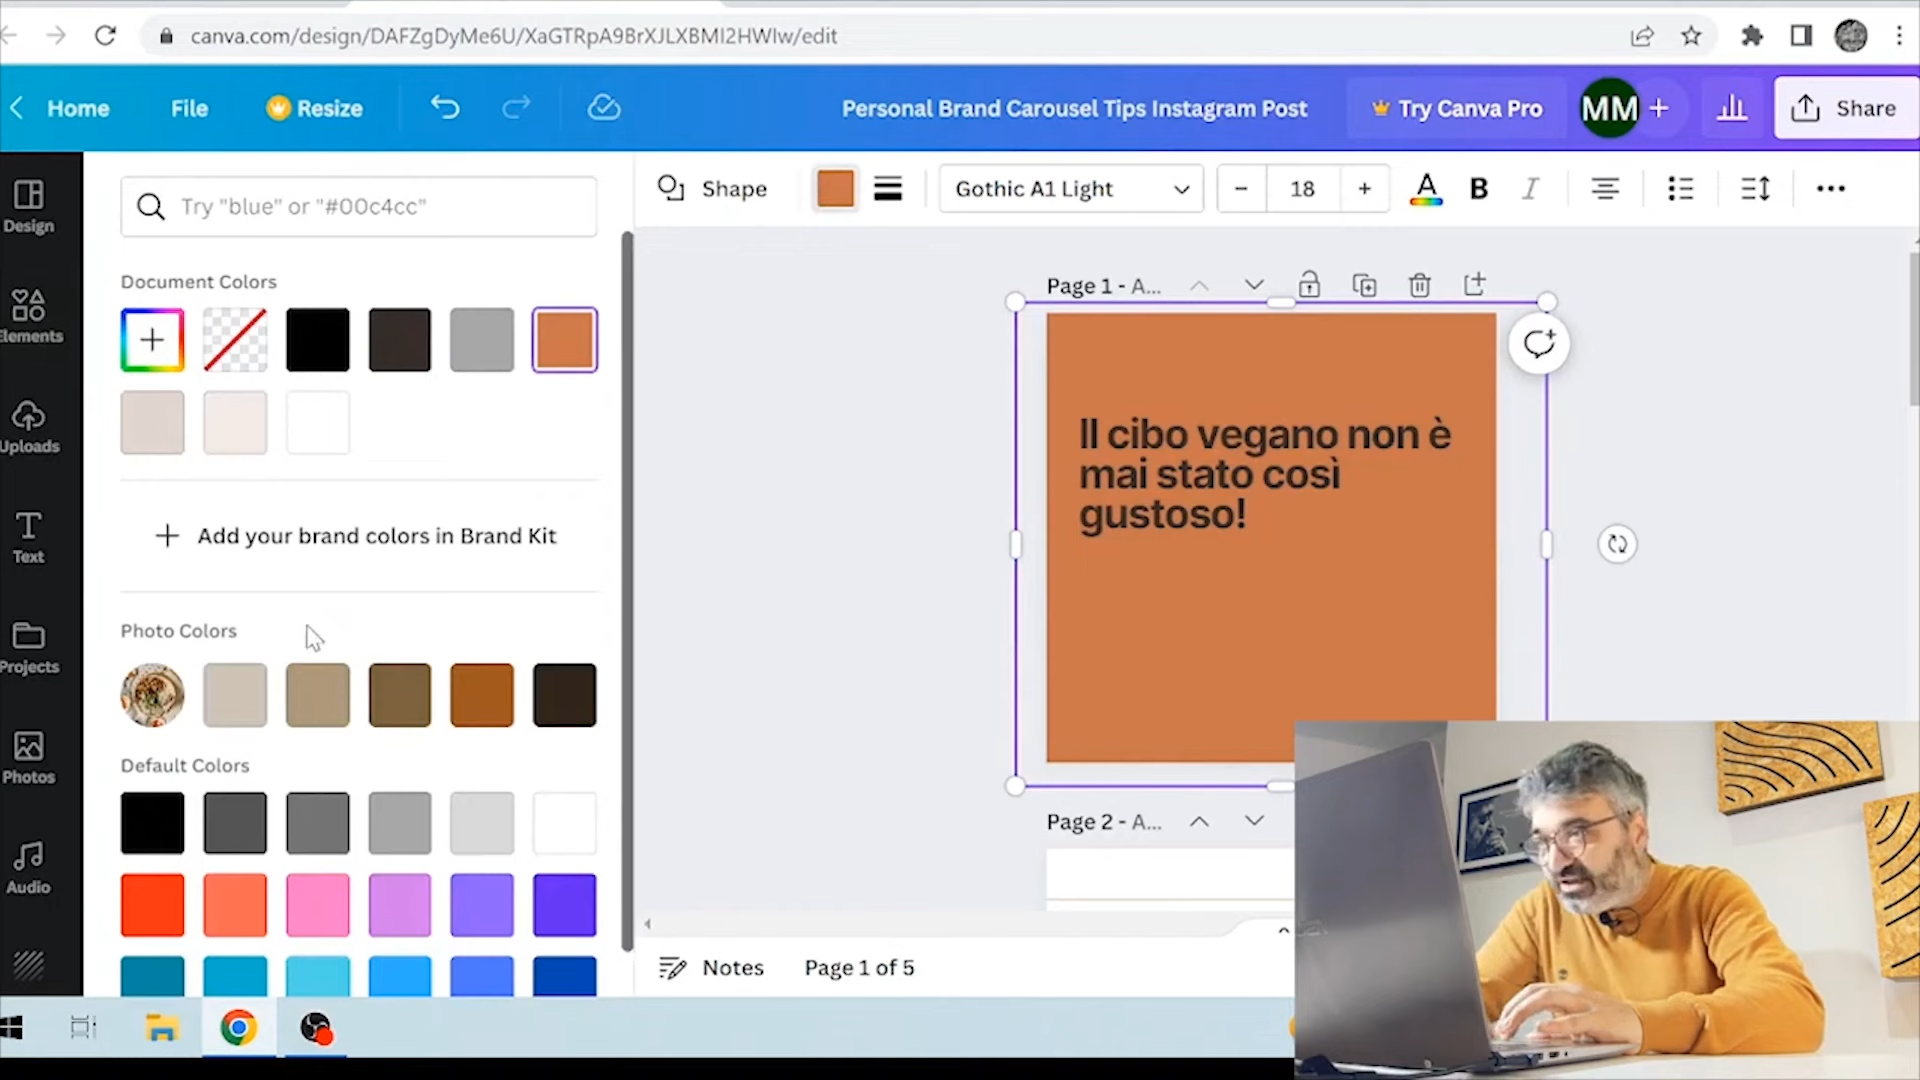 canva.com/design/DAFZgDyMe6U/XaGTRpA9BrXJLXBMI2HWIw/edit
Home File Resize Personal Brand Carousel Tips Instagram Post Try Canva Pro MM + Share
Try "blue" or "#00c4cc"
Shape Gothic A1 Light - 18 + A B I
Design
Elements
Uploads
Text
Projects
Photos
Audio
Document Colors
+ Add your brand colors in Brand Kit
Photo Colors
Default Colors
Page 1 - A...
Il cibo vegano non è
mai stato così
gustoso!
Page 2 - A...
Notes Page 1 of 5